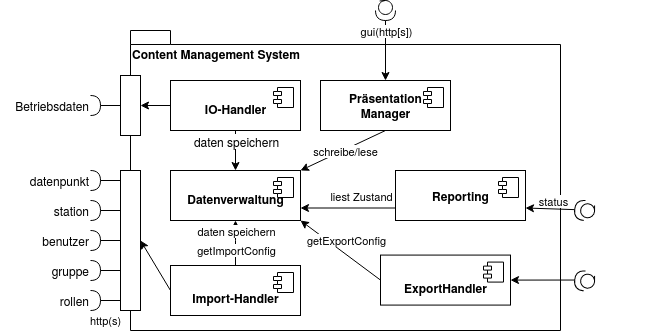 gui(http[s])
Content Management System
Betriebsdaten
IO-Handler
Präsentation
Manager
daten speichern
schreibe/lese
datenpunkt
station
benutzer
gruppe
rollen
http(s)
Datenverwaltung
liest Zustand
Reporting
status
daten speichern
getImportConfig
getExportConfig
Import-Handler
ExportHandler